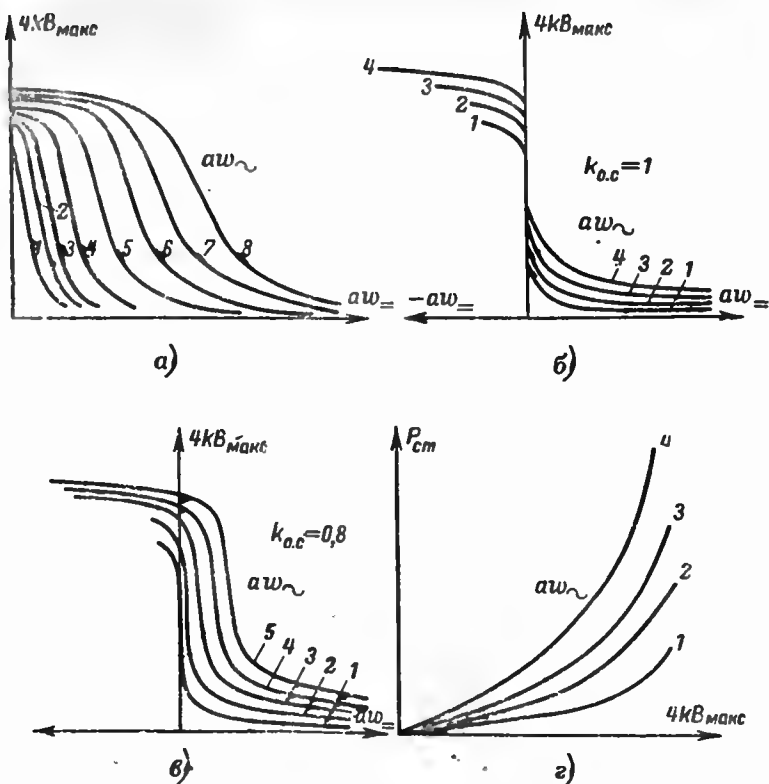 4kB макс
aw~
1 2 3 4 5 6 7 8
aw=
а)
4kB макс
4
3
2
1
k о.с = 1
aw~
4 3 2 1
-aw=
aw=
б)
4kB макс
k о.с = 0,8
aw~
5 4 3 2 1
aw=
в)
P ст
4
3
2
1
aw~
4kB макс
г)